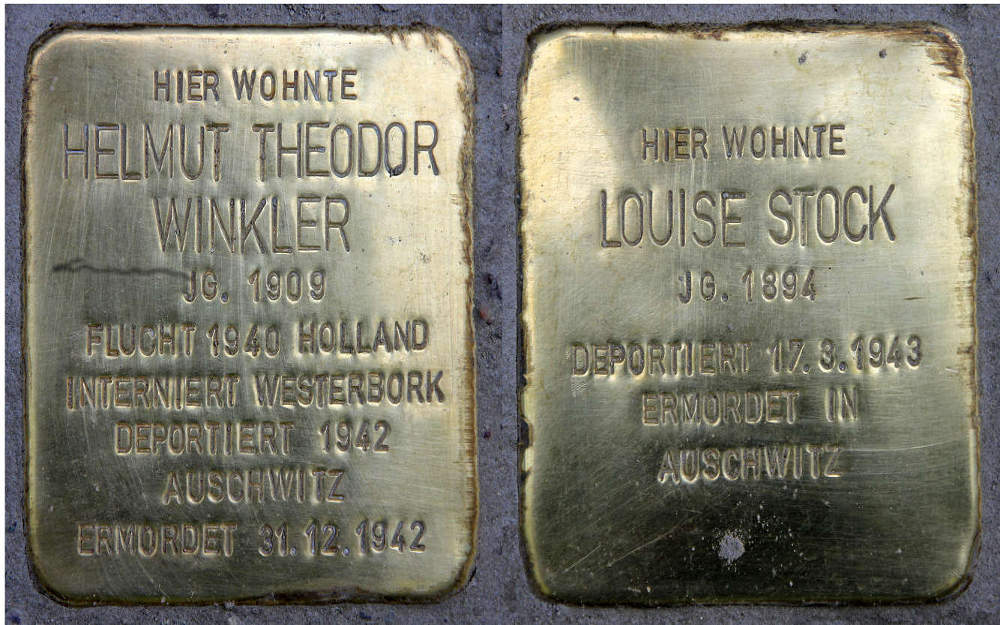 HIER WOHNTE
HELMUT THEODOR
WINKLER
JG. 1909
FLUCHT 1940 HOLLAND
INTERNIERT WESTERBORK
DEPORTIERT 1942
AUSCHWITZ
ERMORDET 31.12.1942
HIER WOHNTE
LOUISE STOCK
JG. 1894
DEPORTIERT 17.3.1943
ERMORDET IN
AUSCHWITZ